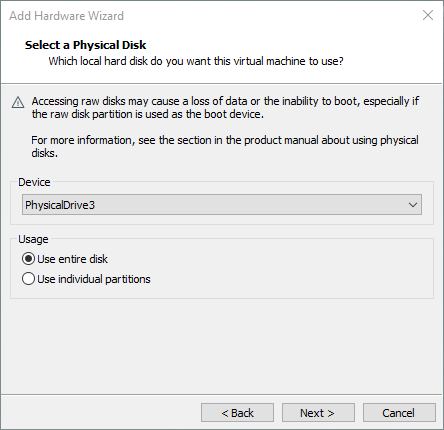 Add Hardware Wizard
Select a Physical Disk
Which local hard disk do you want this virtual machine to use?
Accessing raw disks may cause a loss of data or the inability to boot, especially if
the raw disk partition is used as the boot device.
For more information, see the section in the product manual about using physical
disks.
Device
PhysicalDrive3
Usage
Use entire disk
Use individual partitions
< Back
Next >
Cancel